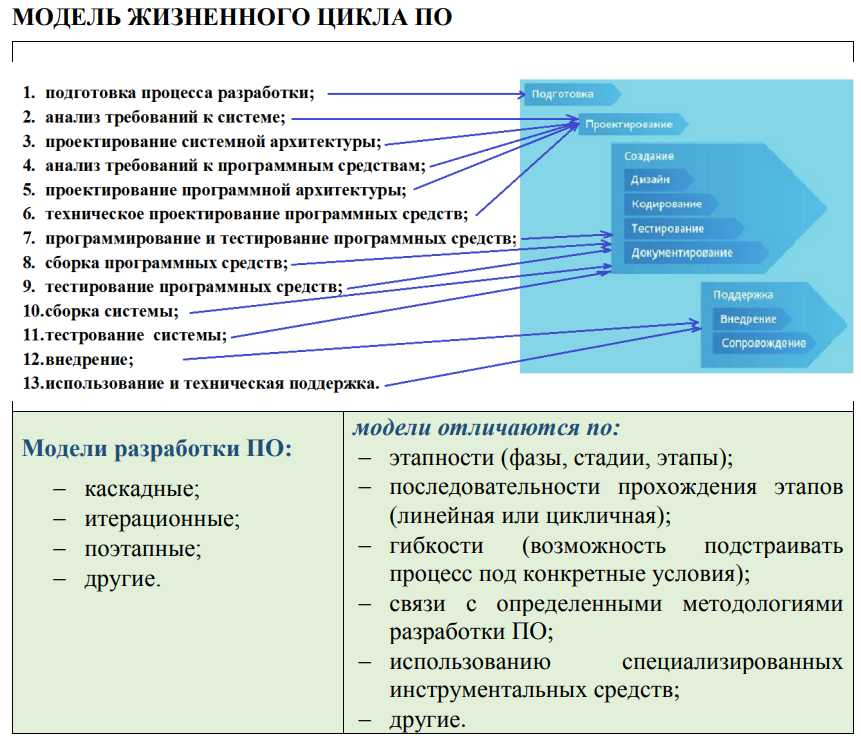 МОДЕЛЬ ЖИЗНЕННОГО ЦИКЛА ПО
1. подготовка процесса разработки;
2. анализ требований к системе;
3. проектирование системной архитектуры;
4. анализ требований к программным средствам;
5. проектирование программной архитектуры;
6. техническое проектирование программных средств;
7. программирование и тестирование программных средств;
8. сборка программных средств;
9. тестирование программных средств;
10.сборка системы;
11.тестрование системы;
12.внедрение;
13.использование и техническая поддержка.
Подготовка
Проектирование
Создание
Дизайн
Кодирование
Тестирование
Документирование
Поддержка
Внедрение
Сопровождение
Модели разработки ПО:
– каскадные;
– итерационные;
– поэтапные;
– другие.
модели отличаются по:
– этапности (фазы, стадии, этапы);
– последовательности прохождения этапов
(линейная или цикличная);
– гибкости (возможность подстраивать
процесс под конкретные условия);
– связи с определенными методологиями
разработки ПО;
– использованию специализированных
инструментальных средств;
– другие.